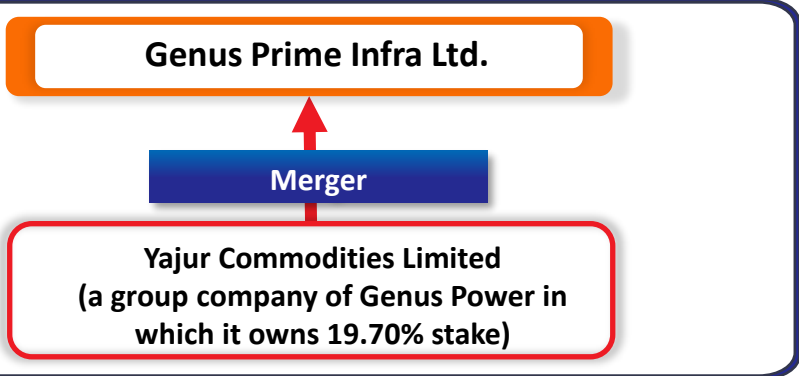 Genus Prime Infra Ltd.
Merger
Yajur Commodities Limited
(a group company of Genus Power in
which it owns 19.70% stake)